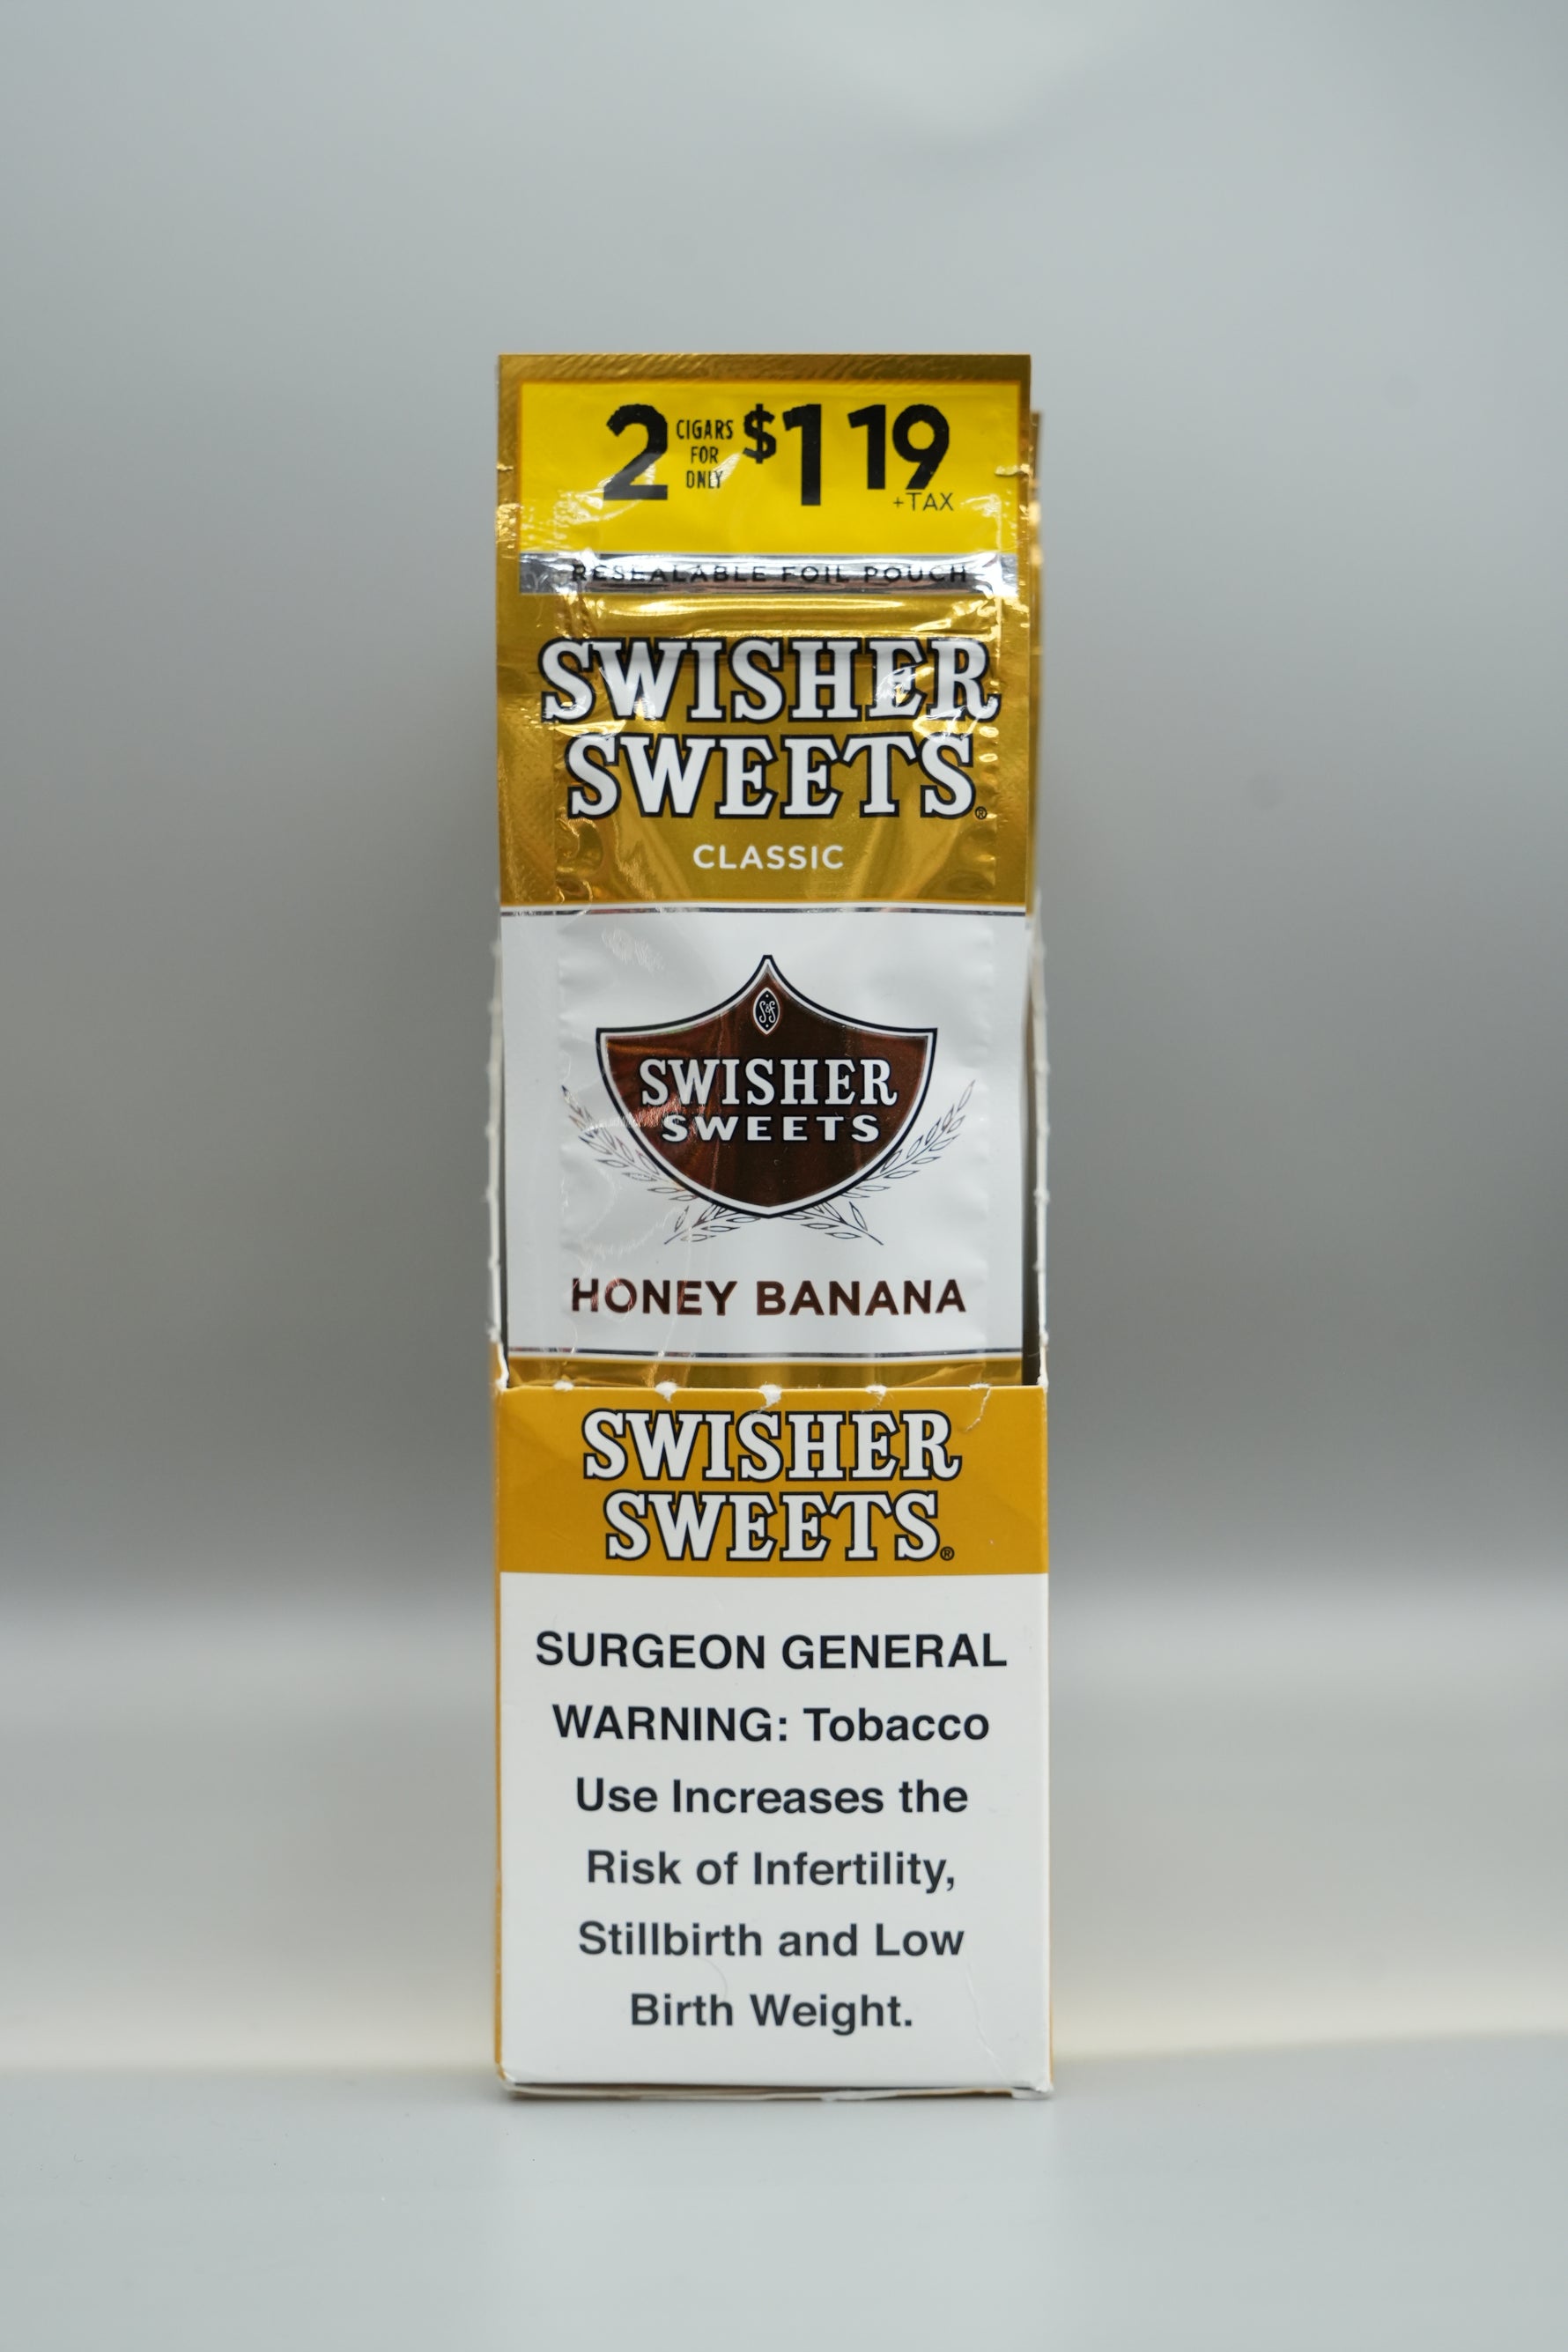 2 CIGARS FOR ONLY $1 19
+TAX
RESEALABLE FOIL POUCH
SWISHER
SWEETS®
CLASSIC
SWISHER
SWEETS
HONEY BANANA
SWISHER
SWEETS®
SURGEON GENERAL
WARNING: Tobacco
Use Increases the
Risk of Infertility,
Stillbirth and Low
Birth Weight.